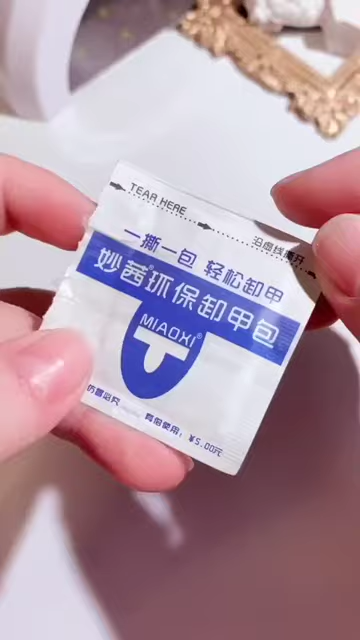 TEAR HERE
沿虚线撕开
一撕一包 轻松卸甲
妙茜®环保卸甲包
MIAOXI®
仿冒必究
¥5.00元